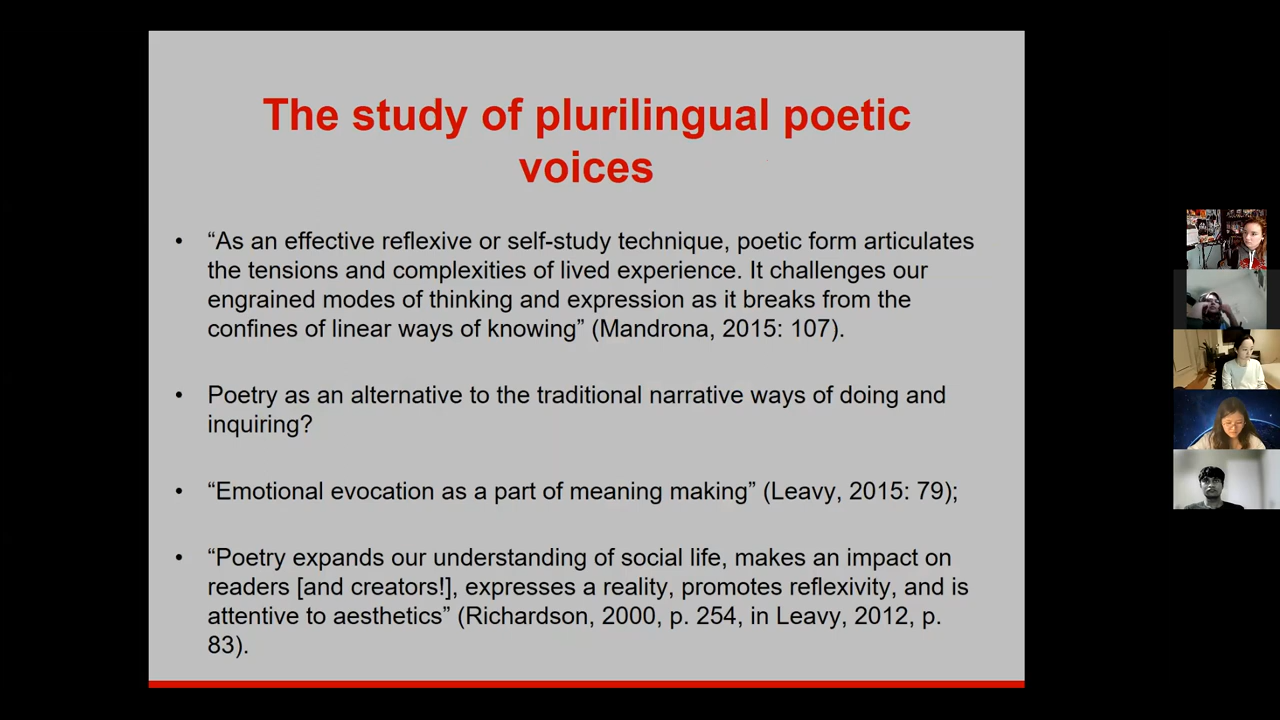 The study of plurilingual poetic
voices
• “As an effective reflexive or self-study technique, poetic form articulates
the tensions and complexities of lived experience. It challenges our
engrained modes of thinking and expression as it breaks from the
confines of linear ways of knowing” (Mandrona, 2015: 107).
• Poetry as an alternative to the traditional narrative ways of doing and
inquiring?
• “Emotional evocation as a part of meaning making” (Leavy, 2015: 79);
• “Poetry expands our understanding of social life, makes an impact on
readers [and creators!], expresses a reality, promotes reflexivity, and is
attentive to aesthetics” (Richardson, 2000, p. 254, in Leavy, 2012, p.
83).